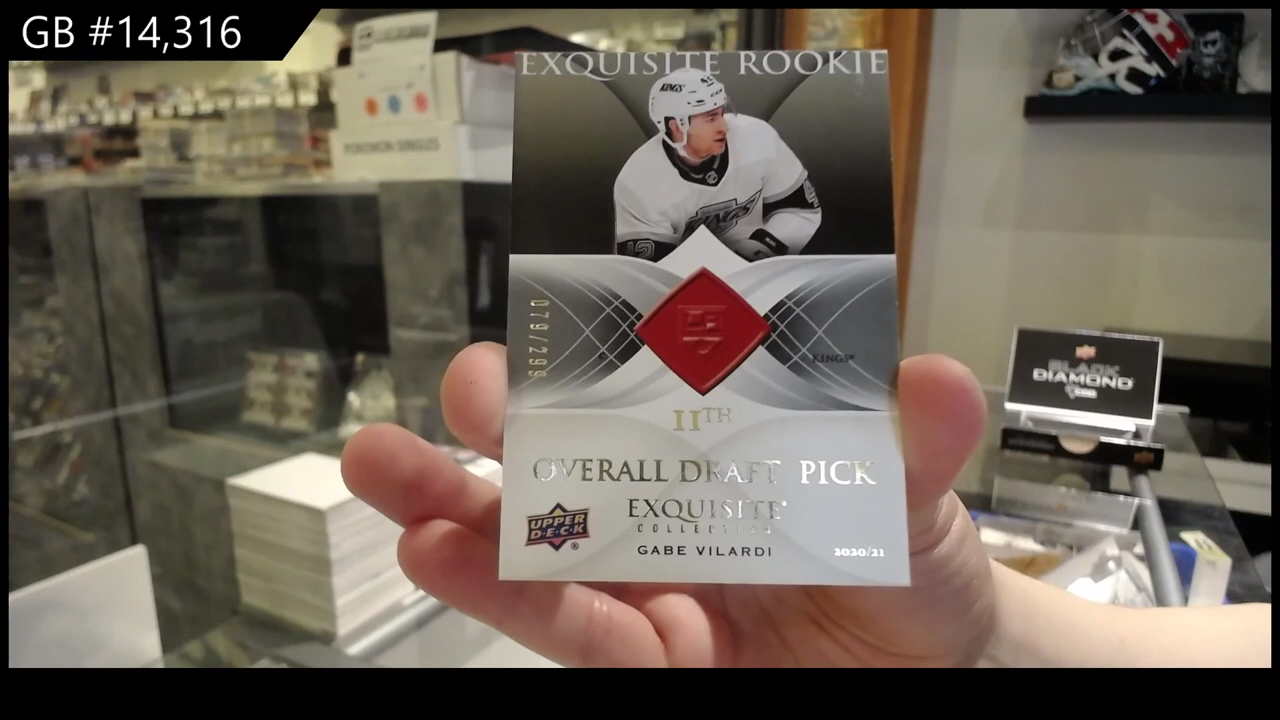 GB #14,316
EXQUISITE ROOKIE
KINGS
KINGS
079/299
C
KINGS
11TH
OVERALL DRAFT PICK
EXQUISITE
COLLECTION
UPPER
DECK
®
GABE VILARDI
2020/21
POKEMON SINGLES
BLACK
DIAMOND